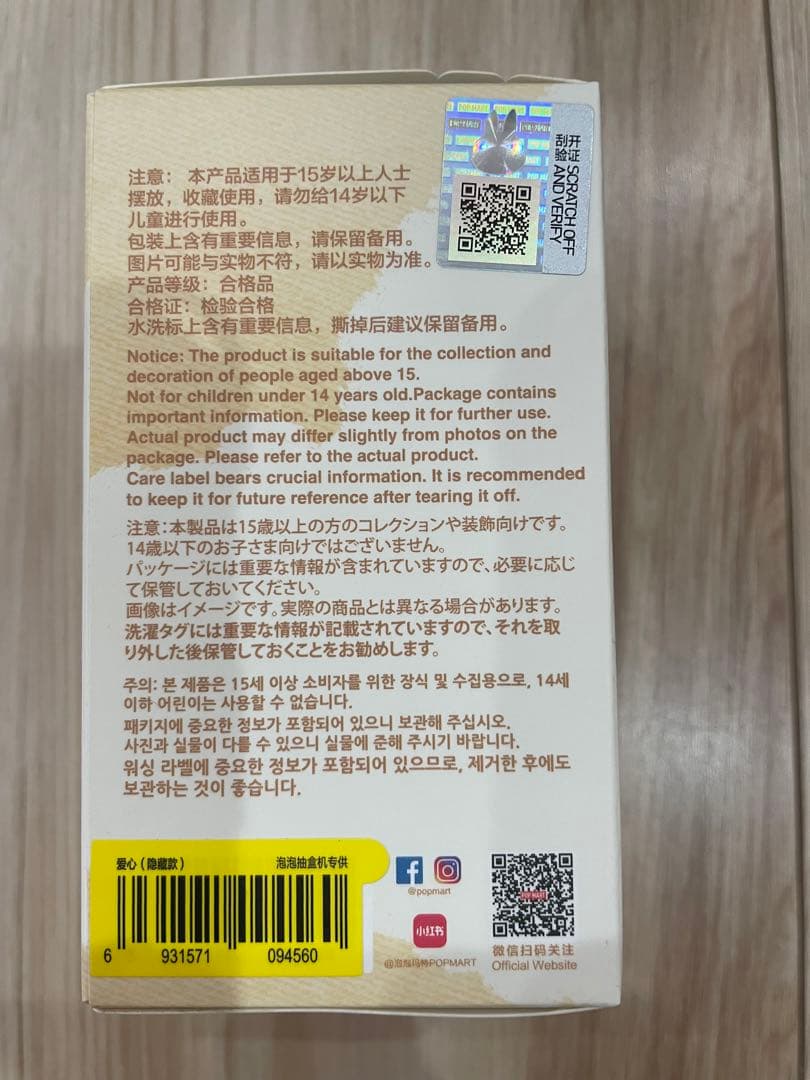 POP MART
开证 SCRATCH OFF
刮验 AND VERIFY
注意： 本产品适用于15岁以上人士
摆放，收藏使用，请勿给14岁以下
儿童进行使用。
包装上含有重要信息，请保留备用。
图片可能与实物不符，请以实物为准。
产品等级：合格品
合格证：检验合格
水洗标上含有重要信息，撕掉后建议保留备用。
Notice: The product is suitable for the collection and
decoration of people aged above 15.
Not for children under 14 years old.Package contains
important information. Please keep it for further use.
Actual product may differ slightly from photos on the
package. Please refer to the actual product.
Care label bears crucial information. It is recommended
to keep it for future reference after tearing it off.
注意：本製品は15歳以上の方のコレクションや装飾向けです。
14歳以下のお子さま向けではございません。
パッケージには重要な情報が含まれていますので、必要に応じ
て保管しておいてください。
画像はイメージです。実際の商品とは異なる場合があります。
洗濯タグには重要な情報が記載されていますので、それを取
り外した後保管しておくことをお勧めします。
주의: 본 제품은 15세 이상 소비자를 위한 장식 및 수집용으로, 14세
이하 어린이는 사용할 수 없습니다.
패키지에 중요한 정보가 포함되어 있으니 보관해 주십시오.
사진과 실물이 다를 수 있으니 실물에 준해 주시기 바랍니다.
워싱 라벨에 중요한 정보가 포함되어 있으므로, 제거한 후에도
보관하는 것이 좋습니다.
爱心（隐藏款） 泡泡抽盒机专供
6 931571 094560
@popmart
小红书
@泡泡玛特POPMART
POP MART
微信扫码关注
Official Website